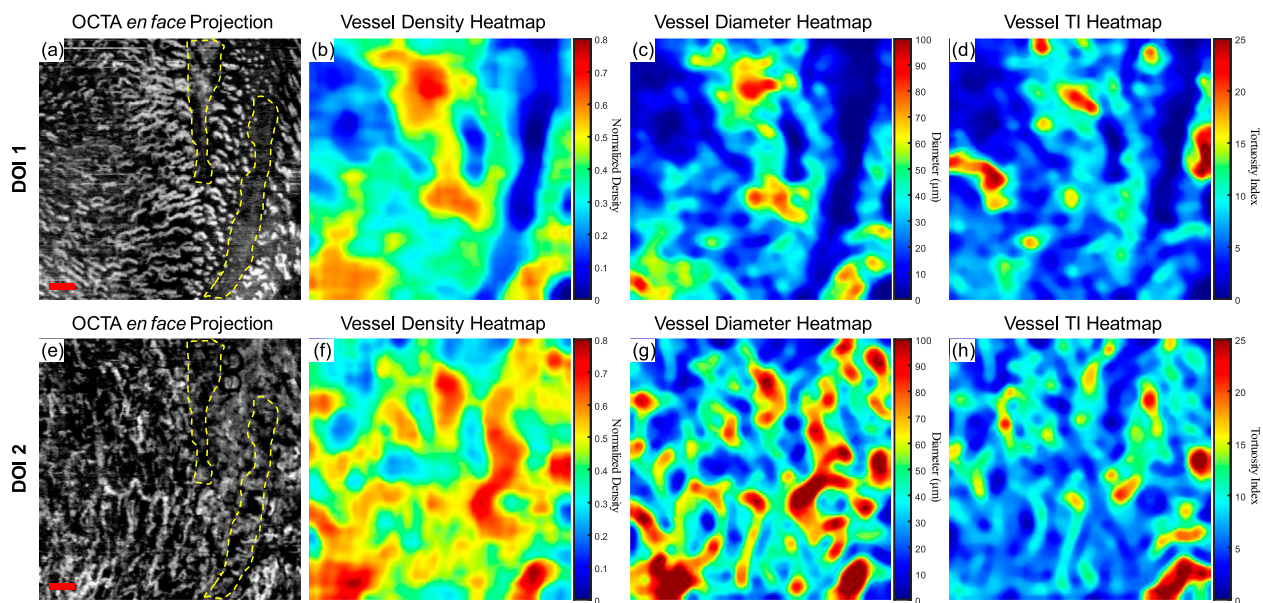 OCTA en face Projection
Vessel Density Heatmap
Vessel Diameter Heatmap
Vessel TI Heatmap
DOI 1
(a)
(b)
0.8
0.7
0.6
0.5
0.4
0.3
0.2
0.1
0
Normalized Density
(c)
100
90
80
70
60
50
40
30
20
10
0
Diameter (μm)
(d)
25
20
15
10
5
0
Tortuosity Index
OCTA en face Projection
Vessel Density Heatmap
Vessel Diameter Heatmap
Vessel TI Heatmap
DOI 2
(e)
(f)
0.8
0.7
0.6
0.5
0.4
0.3
0.2
0.1
0
Normalized Density
(g)
100
90
80
70
60
50
40
30
20
10
0
Diameter (μm)
(h)
25
20
15
10
5
0
Tortuosity Index